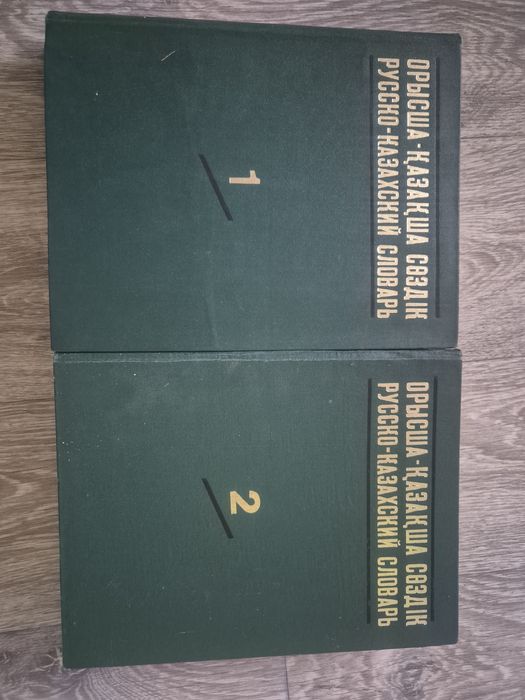 ОРЫСША-ҚАЗАҚША СӨЗДІК
РУССКО-КАЗАХСКИЙ СЛОВАРЬ
1
ОРЫСША-ҚАЗАҚША СӨЗДІК
РУССКО-КАЗАХСКИЙ СЛОВАРЬ
2